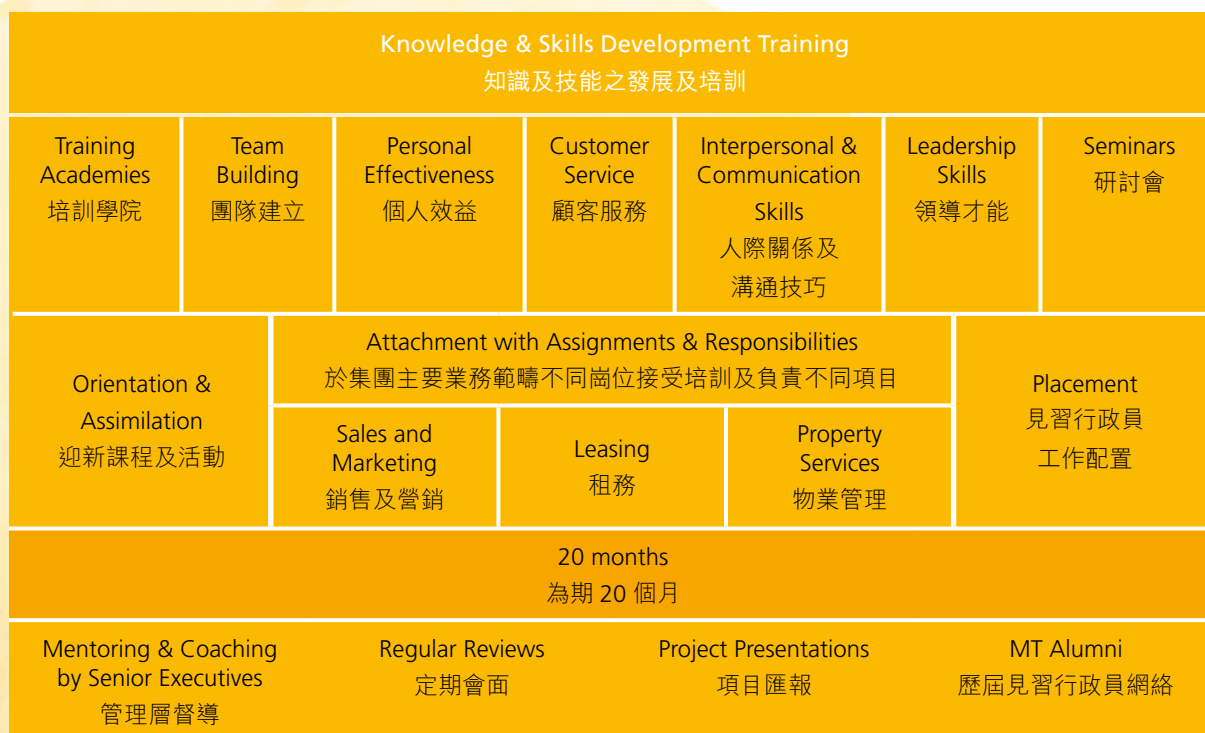 Knowledge & Skills Development Training
知識及技能之發展及培訓
Training
Academies
培訓學院
Team
Building
團隊建立
Personal
Effectiveness
個人效益
Customer
Service
顧客服務
Interpersonal &
Communication
Skills
人際關係及
溝通技巧
Leadership
Skills
領導才能
Seminars
研討會
Orientation &
Assimilation
迎新課程及活動
Attachment with Assignments & Responsibilities
於集團主要業務範疇不同崗位接受培訓及負責不同項目
Sales and
Marketing
銷售及營銷
Leasing
租務
Property
Services
物業管理
Placement
見習行政員
工作配置
20 months
為期 20 個月
Mentoring & Coaching
by Senior Executives
管理層督導
Regular Reviews
定期會面
Project Presentations
項目匯報
MT Alumni
歷屆見習行政員網絡